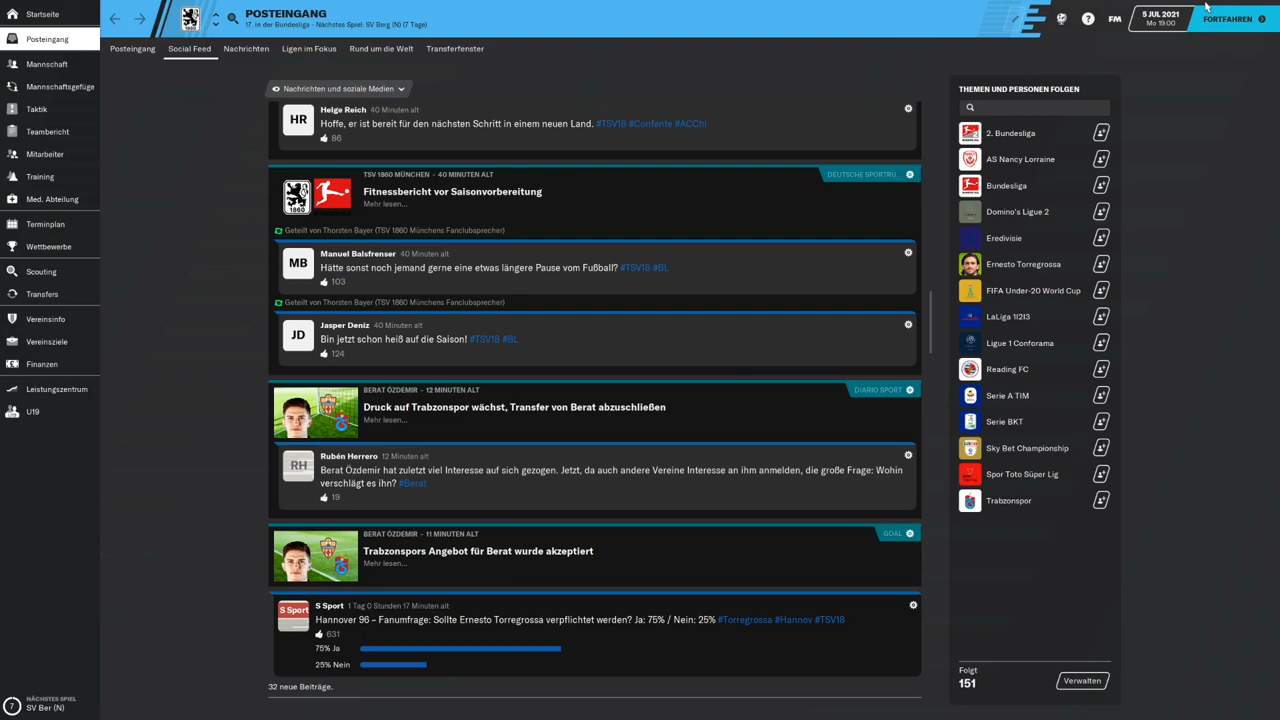 Startseite
Posteingang
Mannschaft
Mannschaftsgefüge
Taktik
Teambericht
Mitarbeiter
Training
Med. Abteilung
Terminplan
Wettbewerbe
Scouting
Transfers
Vereinsinfo
Vereinsziele
Finanzen
Leistungszentrum
U19
7
NÄCHSTES SPIEL
SV Ber (N)
1860
POSTEINGANG
17. in der Bundesliga - Nächstes Spiel: SV Berg (N) (7 Tage)
?
FM
5 JUL 2021
Mo 19:00
FORTFAHREN
Posteingang
Social Feed
Nachrichten
Ligen im Fokus
Rund um die Welt
Transferfenster
Nachrichten und soziale Medien
HR
Helge Reich 40 Minuten alt
Hoffe, er ist bereit für den nächsten Schritt in einem neuen Land. #TSV18 #Confente #ACChi
86
TSV 1860 MÜNCHEN - 40 MINUTEN ALT
DEUTSCHE SPORTRU...
1860
Fitnessbericht vor Saisonvorbereitung
Mehr lesen...
Geteilt von Thorsten Bayer (TSV 1860 Münchens Fanclubsprecher)
MB
Manuel Balsfrenser 40 Minuten alt
Hätte sonst noch jemand gerne eine etwas längere Pause vom Fußball? #TSV18 #BL
103
Geteilt von Thorsten Bayer (TSV 1860 Münchens Fanclubsprecher)
JD
Jasper Deniz 40 Minuten alt
Bin jetzt schon heiß auf die Saison! #TSV18 #BL
124
BERAT ÖZDEMIR - 12 MINUTEN ALT
DIARIO SPORT
Druck auf Trabzonspor wächst, Transfer von Berat abzuschließen
Mehr lesen...
RH
Rubén Herrero 12 Minuten alt
Berat Özdemir hat zuletzt viel Interesse auf sich gezogen. Jetzt, da auch andere Vereine Interesse an ihm anmelden, die große Frage: Wohin
verschlägt es ihn? #Berat
19
BERAT ÖZDEMIR - 11 MINUTEN ALT
GOAL
Trabzonspors Angebot für Berat wurde akzeptiert
Mehr lesen...
S Sport
S Sport 1 Tag 0 Stunden 17 Minuten alt
Hannover 96 – Fanumfrage: Sollte Ernesto Torregrossa verpflichtet werden? Ja: 75% / Nein: 25% #Torregrossa #Hannov #TSV18
631
75% Ja
25% Nein
32 neue Beiträge.
THEMEN UND PERSONEN FOLGEN
2. Bundesliga
AS Nancy Lorraine
Bundesliga
Domino's Ligue 2
Eredivisie
Ernesto Torregrossa
FIFA Under-20 World Cup
LaLiga 1|2|3
Ligue 1 Conforama
Reading FC
Serie A TIM
Serie BKT
Sky Bet Championship
Spor Toto Süper Lig
Trabzonspor
Folgt
151
Verwalten